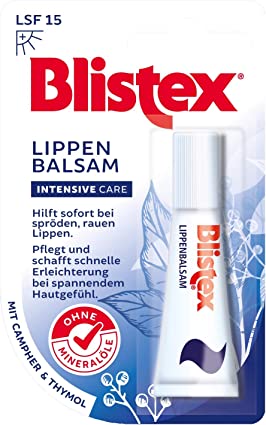 LSF 15
Blistex®
LIPPEN
BALSAM
INTENSIVE CARE
Hilft sofort bei
spröden, rauen
Lippen.
Pflegt und
schafft schnelle
Erleichterung
bei spannendem
Hautgefühl.
OHNE
MINERALÖLE
MIT CAMPHER & THYMOL
Blistex
LIPPENBALSAM